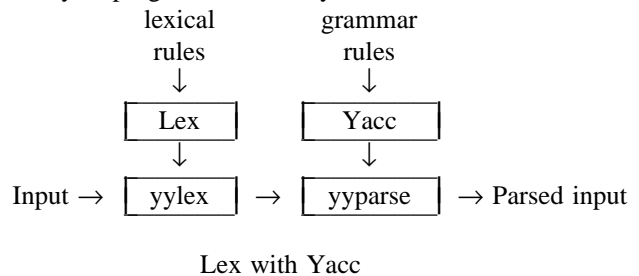 lexical grammar
rules rules
↓ ↓
Lex Yacc
↓ ↓
Input → yylex → yyparse → Parsed input
Lex with Yacc